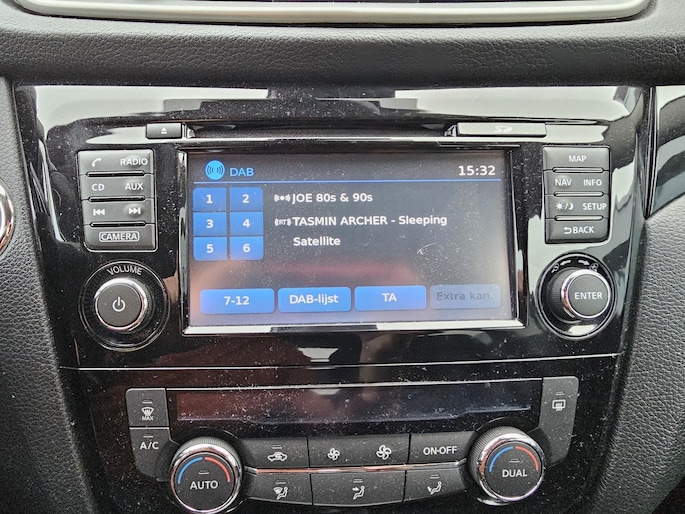 SD
RADIO
CD AUX
CAMERA
VOLUME
DAB 15:32
1 2 JOE 80s & 90s
3 4 TASMIN ARCHER - Sleeping
Satellite
5 6
7-12 DAB-lijst TA Extra kan.
MAP
NAV INFO
SETUP
BACK
ENTER
MAX
A/C
AUTO
ON·OFF
DUAL